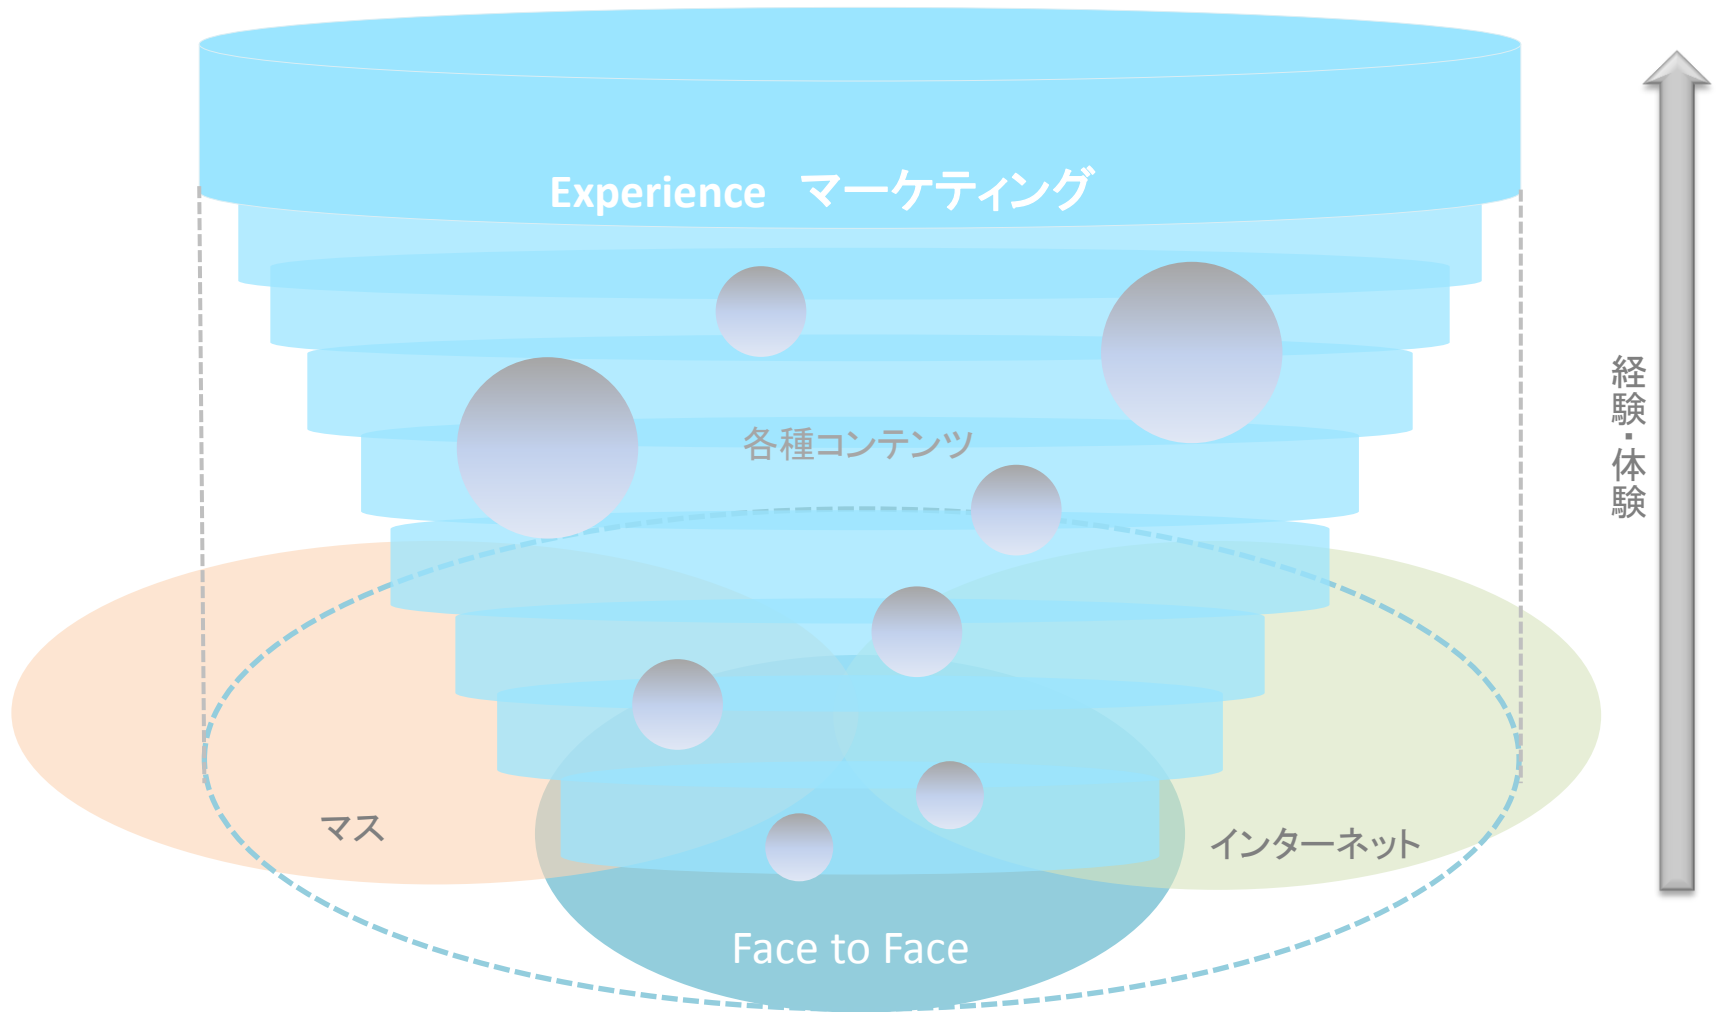 Experience　マーケティング
各種コンテンツ
経験・体験
マス
インターネット
Face to Face